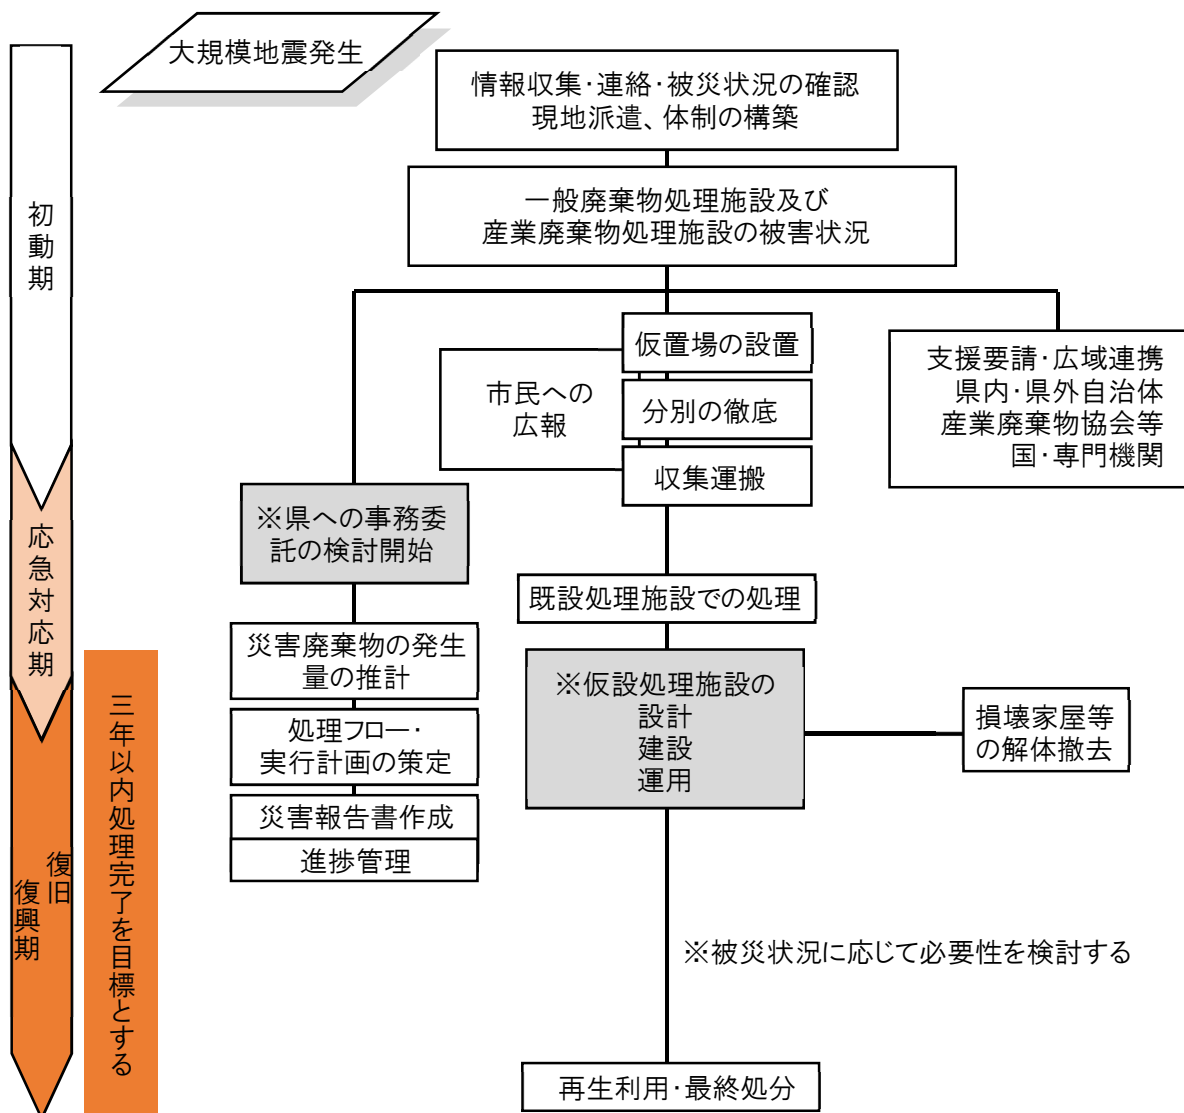 大規模地震発生
情報収集･連絡･被災状況の確認
現地派遣、体制の構築
一般廃棄物処理施設及び
産業廃棄物処理施設の被害状況
初動期
仮置場の設置
市民への
広報
分別の徹底
収集運搬
支援要請･広域連携
県内･県外自治体
産業廃棄物協会等
国･専門機関
※県への事務委
託の検討開始
応急対応期
既設処理施設での処理
災害廃棄物の発生
量の推計
処理フロー･
実行計画の策定
災害報告書作成
進捗管理
※仮設処理施設の
設計
建設
運用
損壊家屋等
の解体撤去
復旧
復興期
三年以内処理完了を目標とする
※被災状況に応じて必要性を検討する
再生利用･最終処分